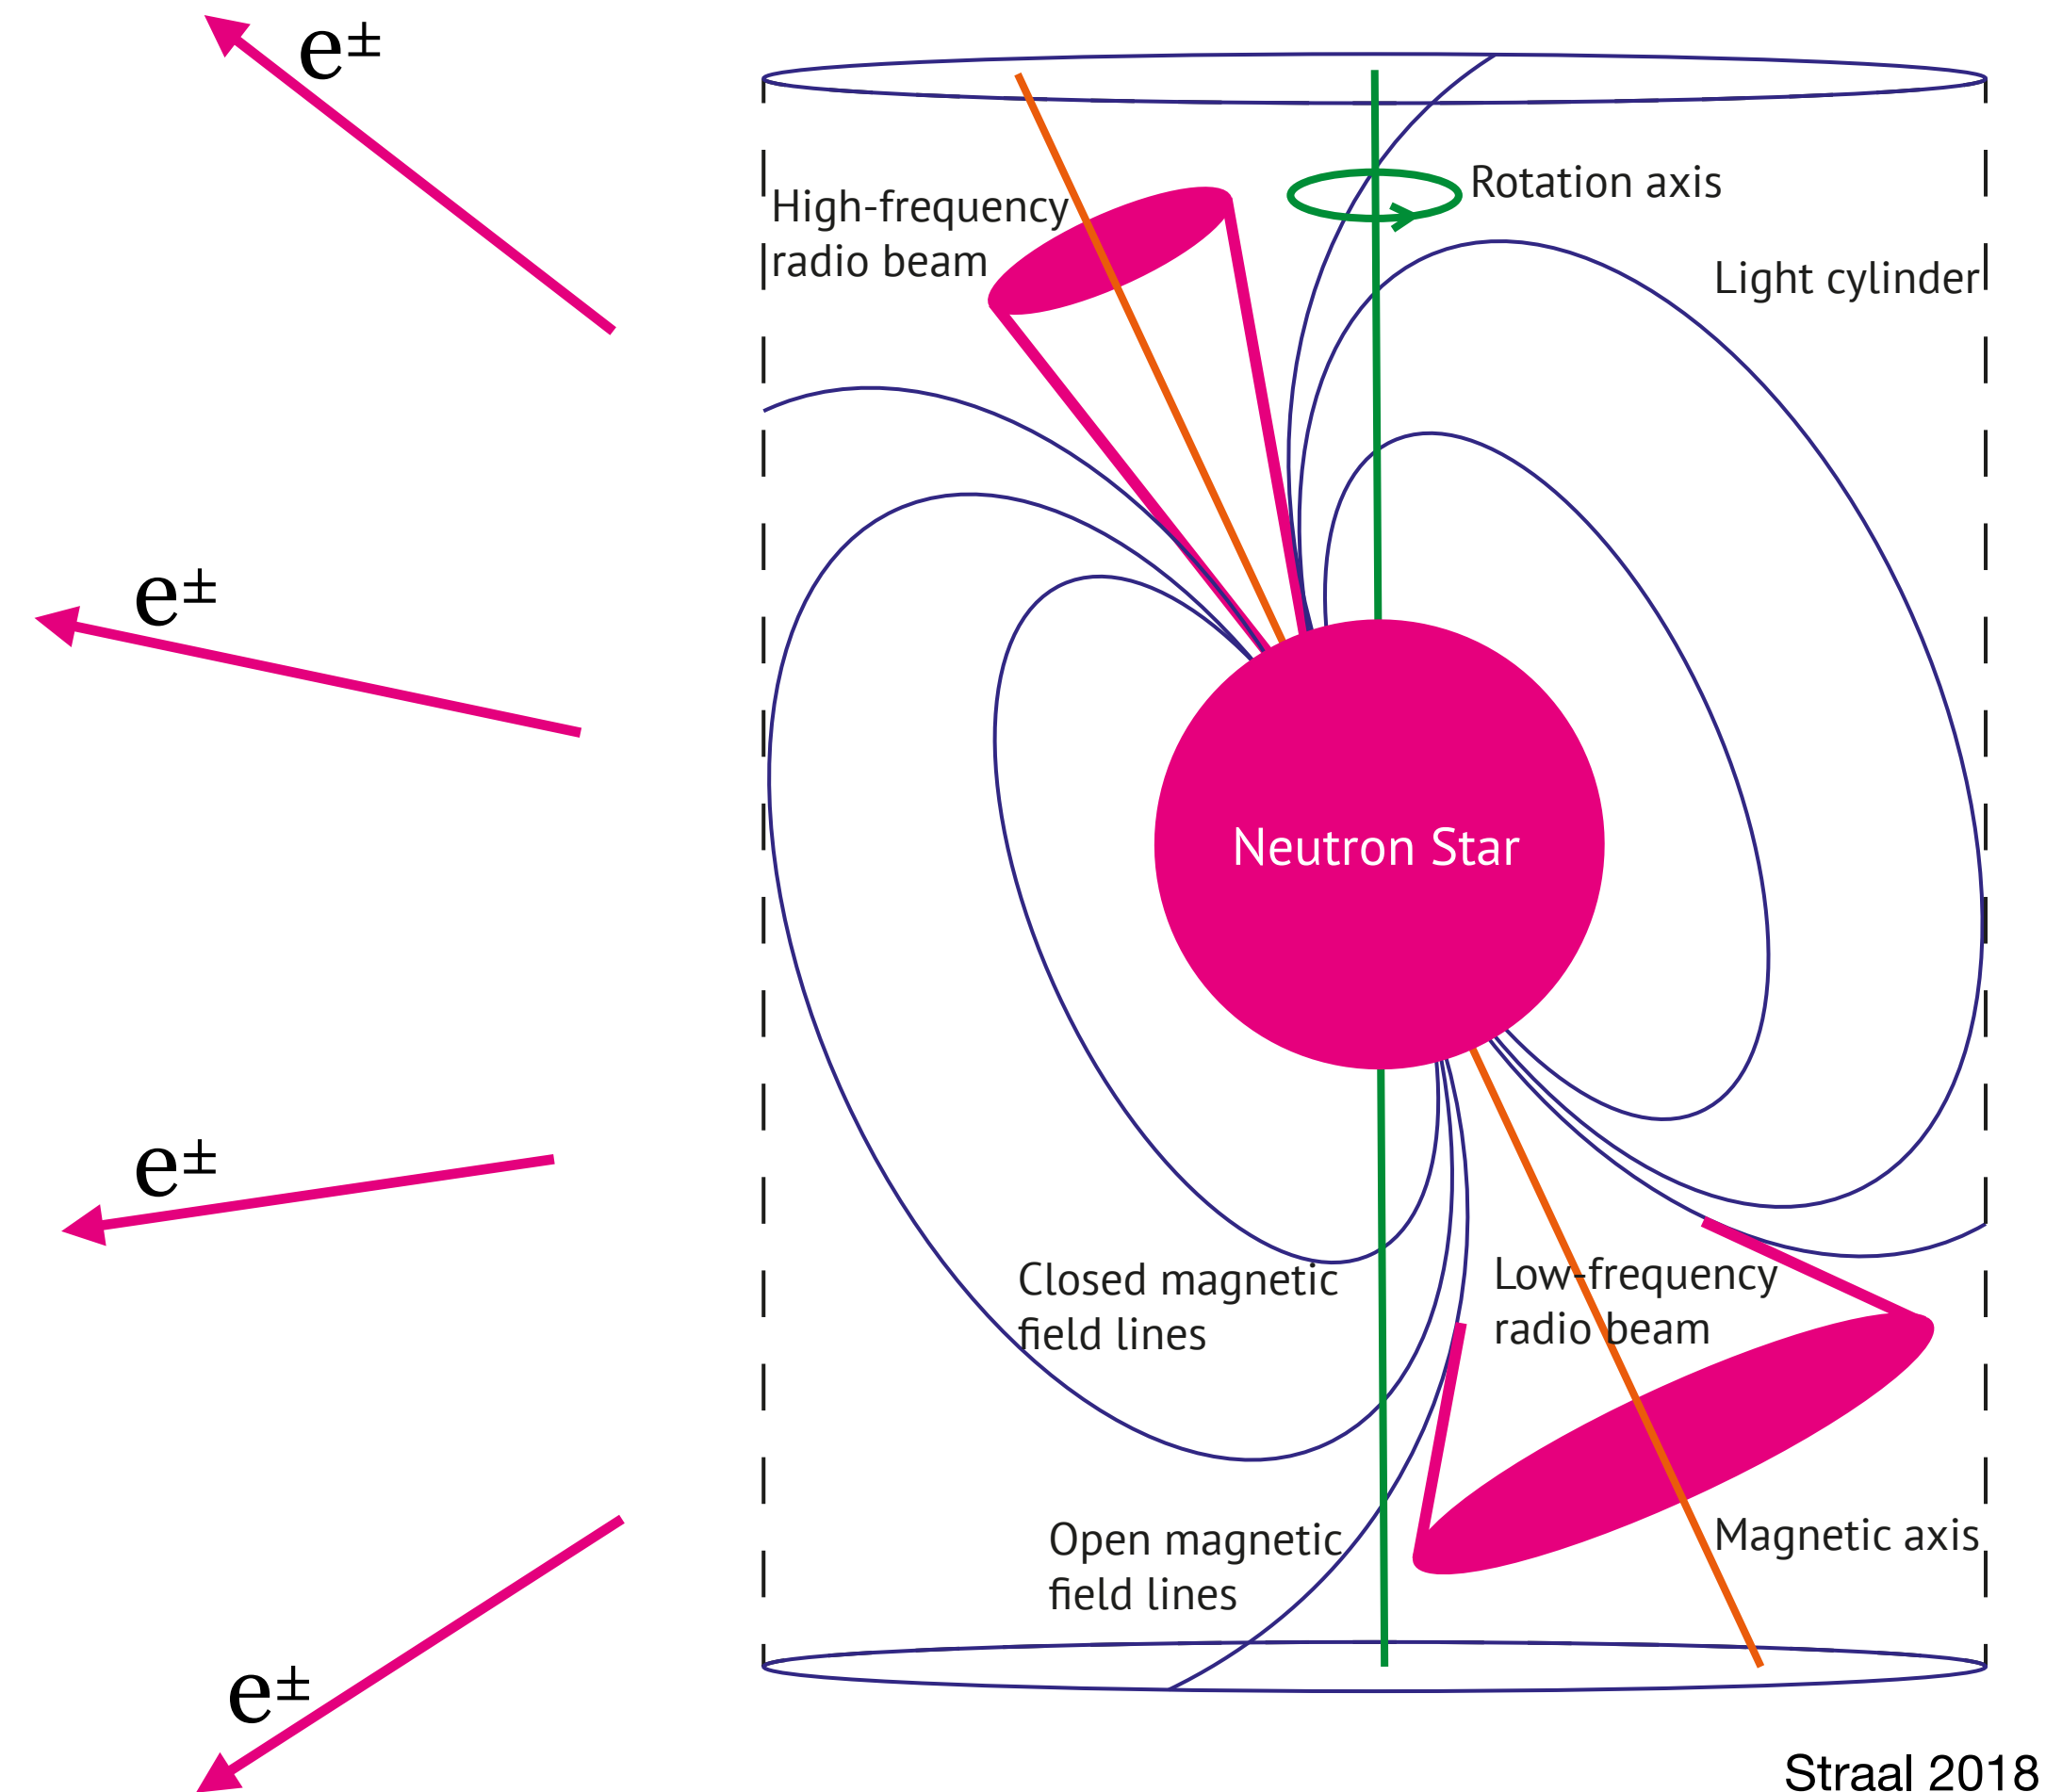 e±
Rotation axis
High-frequency
radio beam
Light cylinder
e±
Neutron Star
e±
Closed magnetic
field lines
Low-frequency
radio beam
Open magnetic
field lines
Magnetic axis
e±
Straal 2018